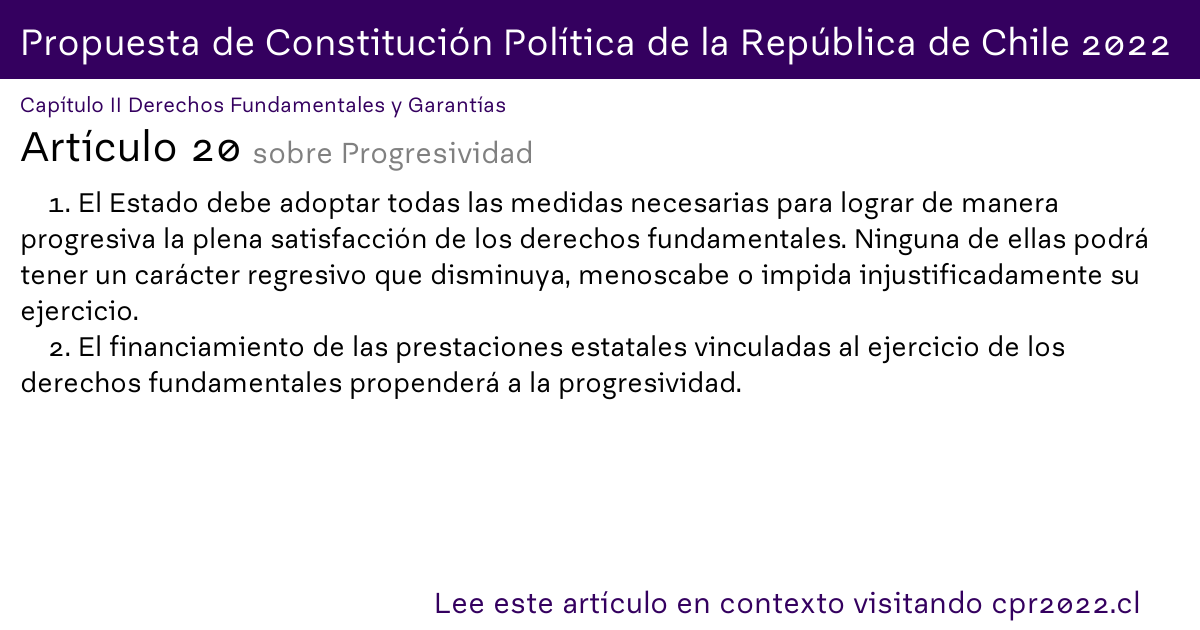 Propuesta de Constitución Política de la República de Chile 2022
Capítulo II Derechos Fundamentales y Garantías
Artículo 20 sobre Progresividad
1. El Estado debe adoptar todas las medidas necesarias para lograr de manera
progresiva la plena satisfacción de los derechos fundamentales. Ninguna de ellas podrá
tener un carácter regresivo que disminuya, menoscabe o impida injustificadamente su
ejercicio.
2. El financiamiento de las prestaciones estatales vinculadas al ejercicio de los
derechos fundamentales propenderá a la progresividad.
Lee este artículo en contexto visitando cpr2022.cl